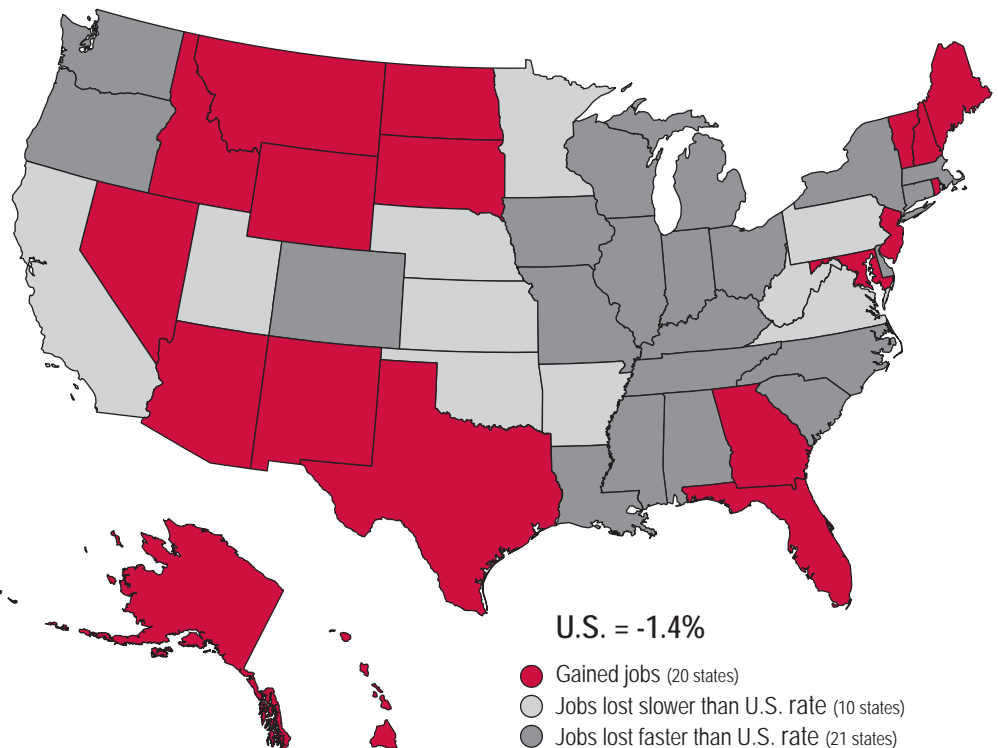 U.S. = -1.4%
Gained jobs (20 states)
Jobs lost slower than U.S. rate (10 states)
Jobs lost faster than U.S. rate (21 states)